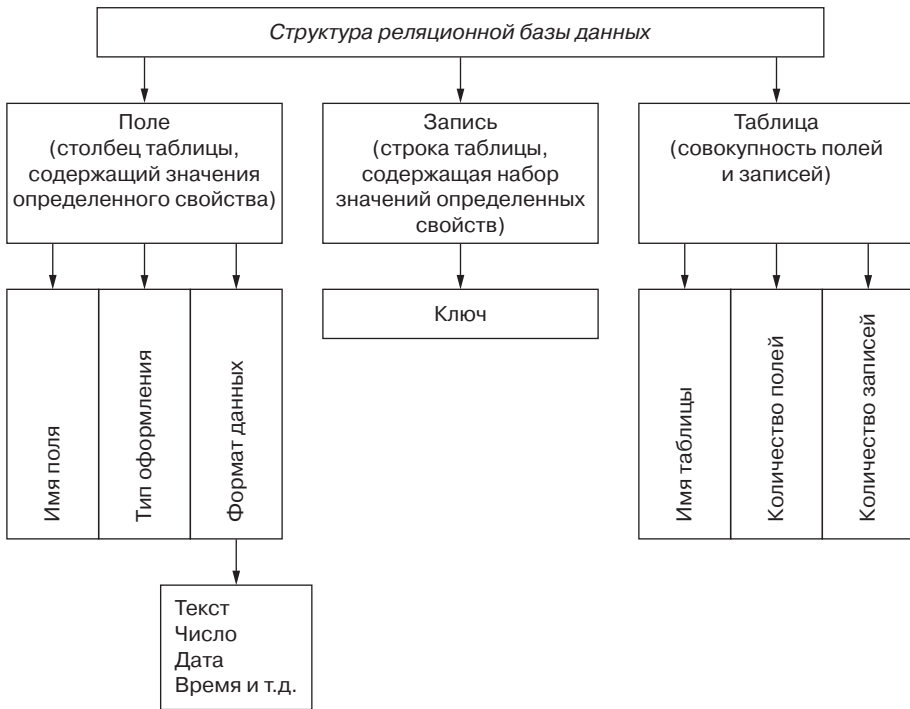 Структура реляционной базы данных
Поле
(столбец таблицы,
содержащий значения
определенного свойства)
Запись
(строка таблицы,
содержащая набор
значений определенных
свойств)
Таблица
(совокупность полей
и записей)
Имя поля
Тип оформления
Формат данных
Ключ
Имя таблицы
Количество полей
Количество записей
Текст
Число
Дата
Время и т.д.